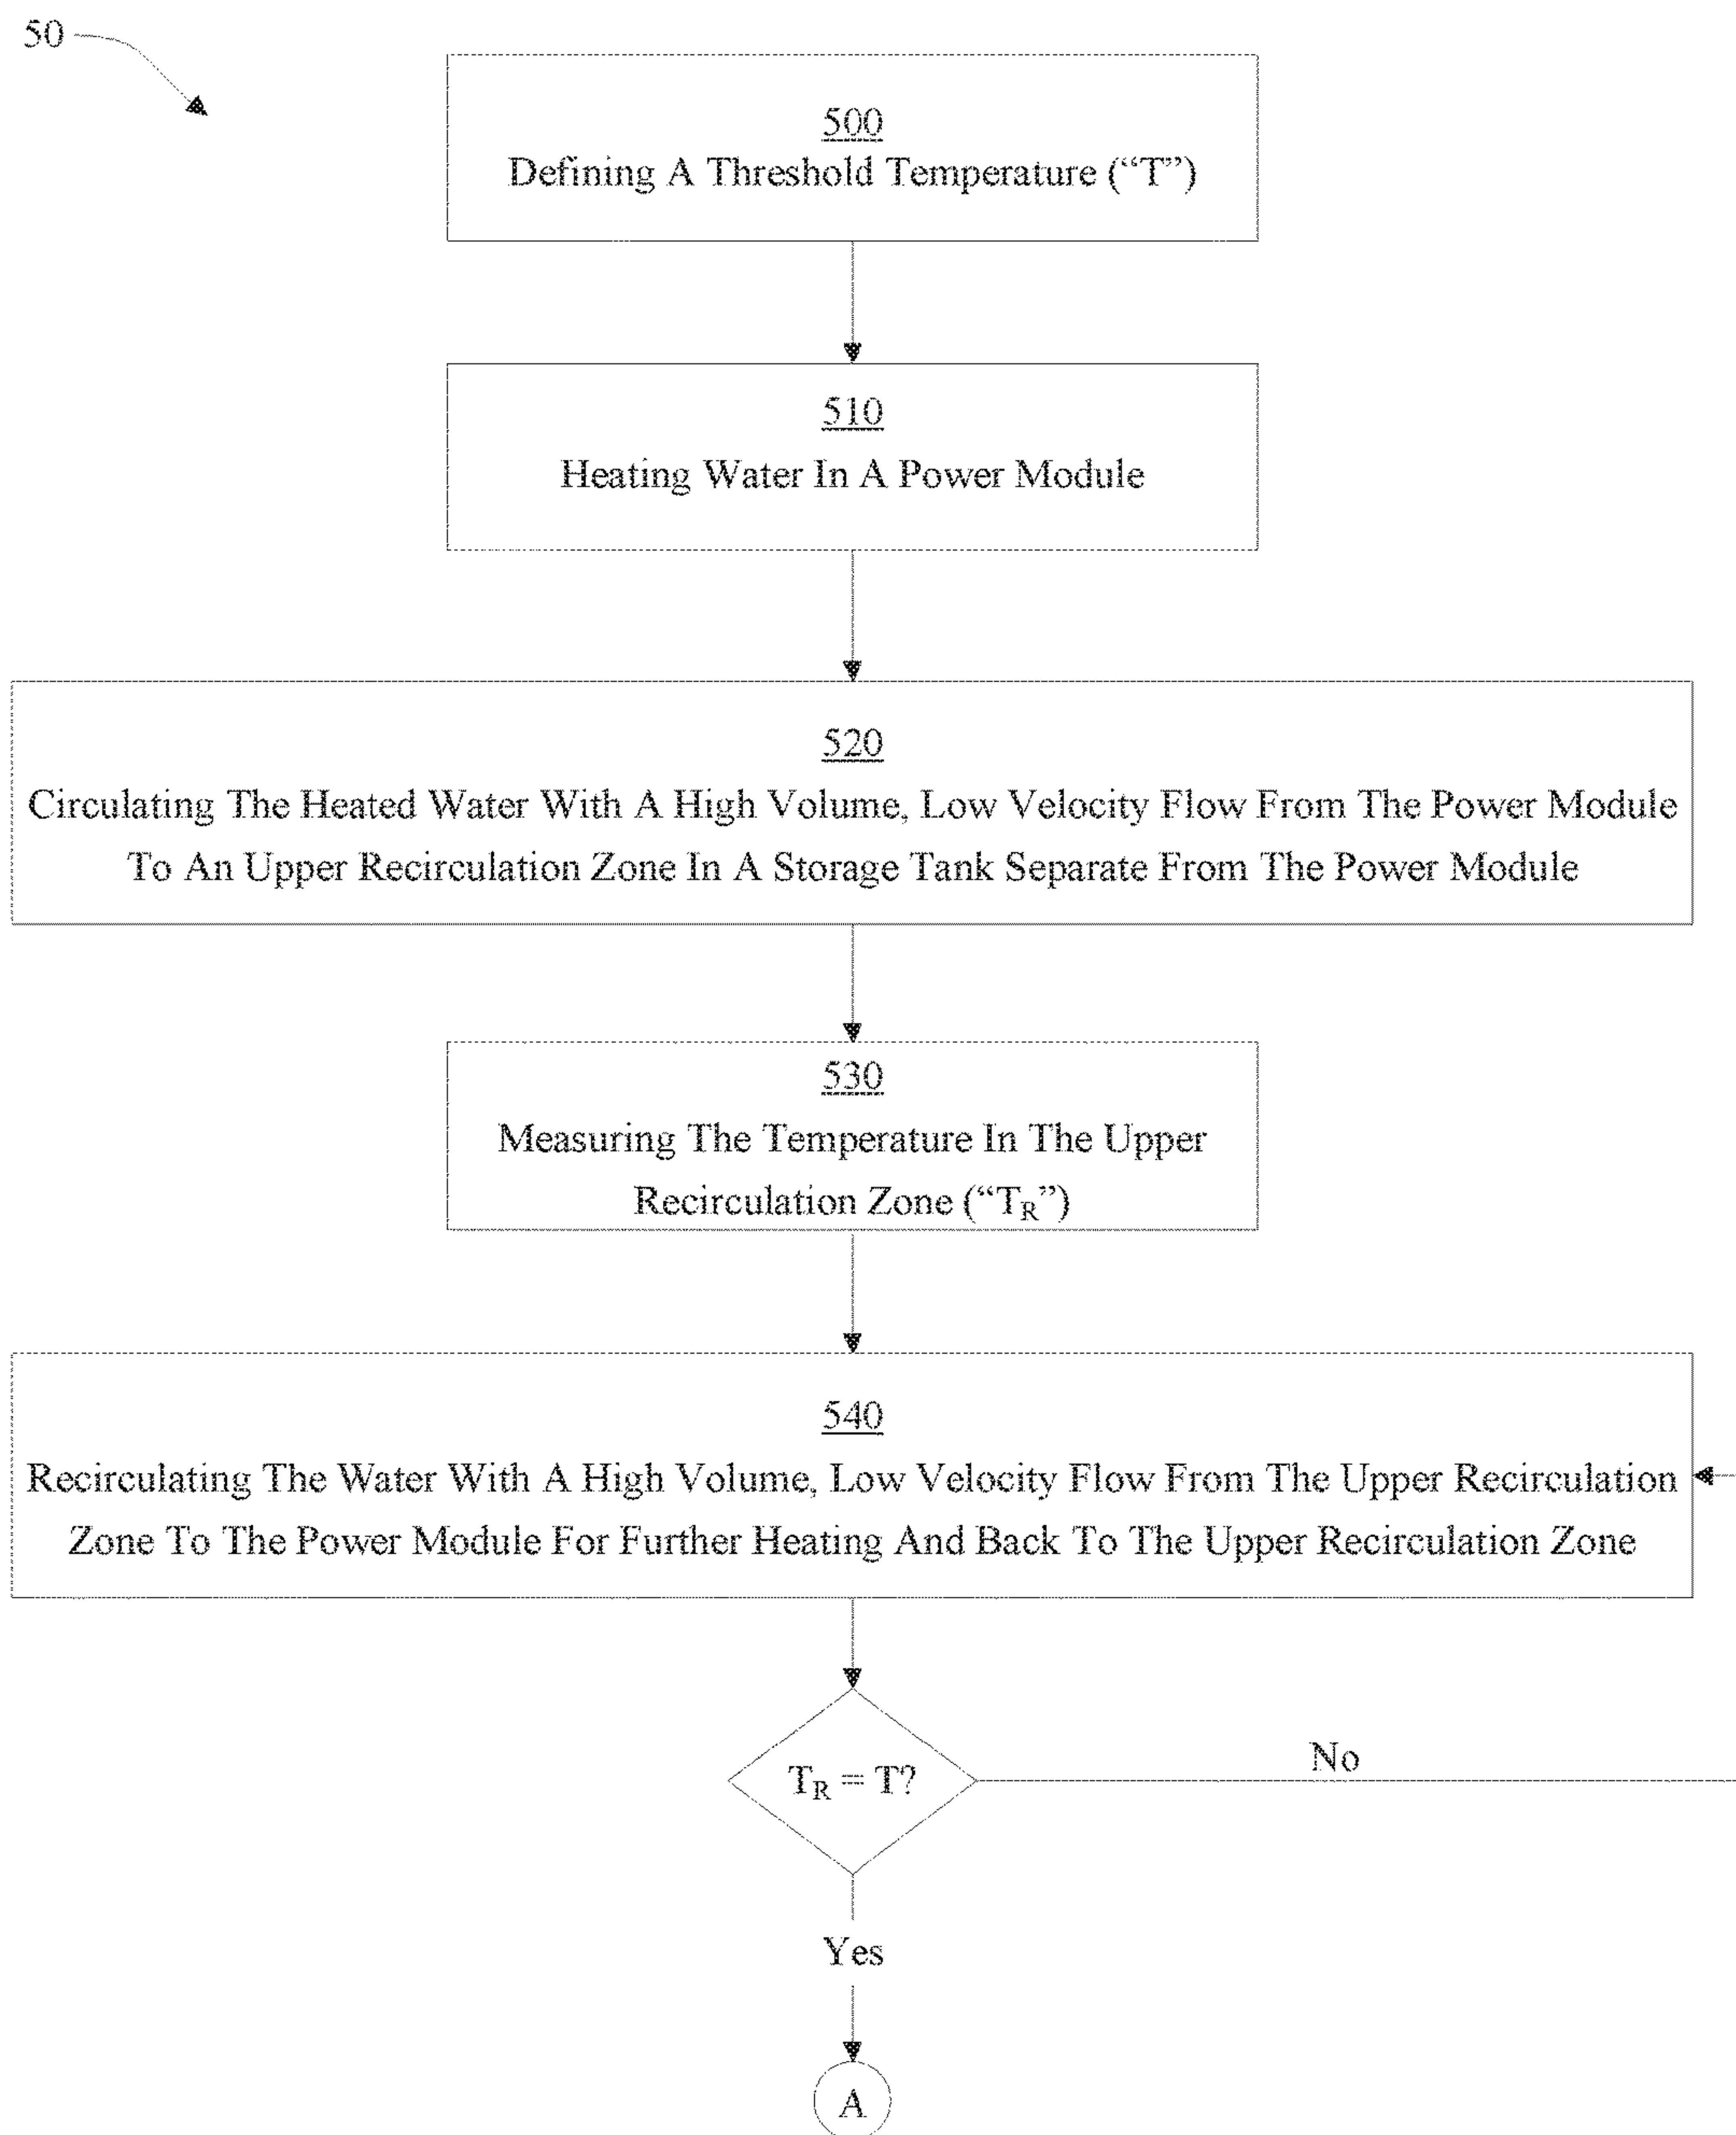 50
500
Defining A Threshold Temperature (“T”)
510
Heating Water In A Power Module
520
Circulating The Heated Water With A High Volume, Low Velocity Flow From The Power Module
To An Upper Recirculation Zone In A Storage Tank Separate From The Power Module
530
Measuring The Temperature In The Upper
Recirculation Zone (“TR”)
540
Recirculating The Water With A High Volume, Low Velocity Flow From The Upper Recirculation
Zone To The Power Module For Further Heating And Back To The Upper Recirculation Zone
TR = T?
No
Yes
A